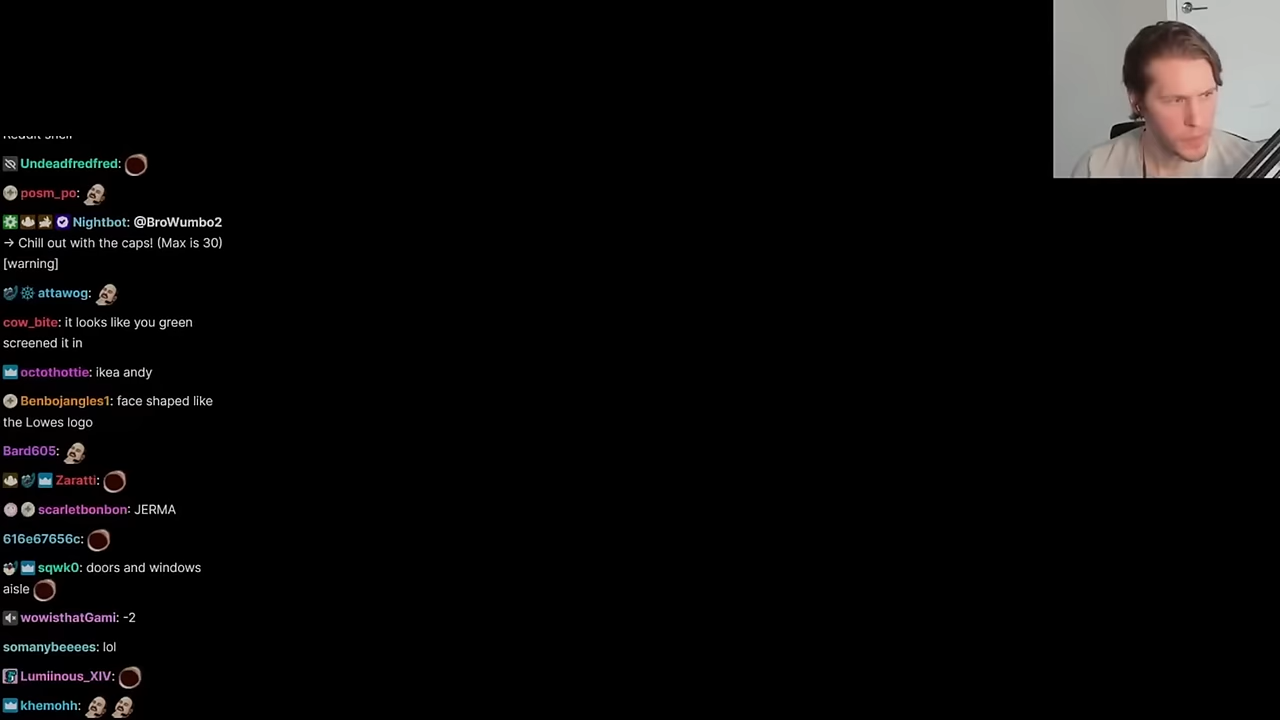 Reddit shelf
Undeadfredfred:
posm_po:
Nightbot: @BroWumbo2
→ Chill out with the caps! (Max is 30)
[warning]
attawog:
cow_bite: it looks like you green
screened it in
octothottie: ikea andy
Benbojangles1: face shaped like
the Lowes logo
Bard605:
Zaratti:
scarletbonbon: JERMA
616e67656c:
sqwk0: doors and windows
aisle
wowisthatGami: -2
somanybeeees: lol
Lumiinous_XIV:
khemohh: